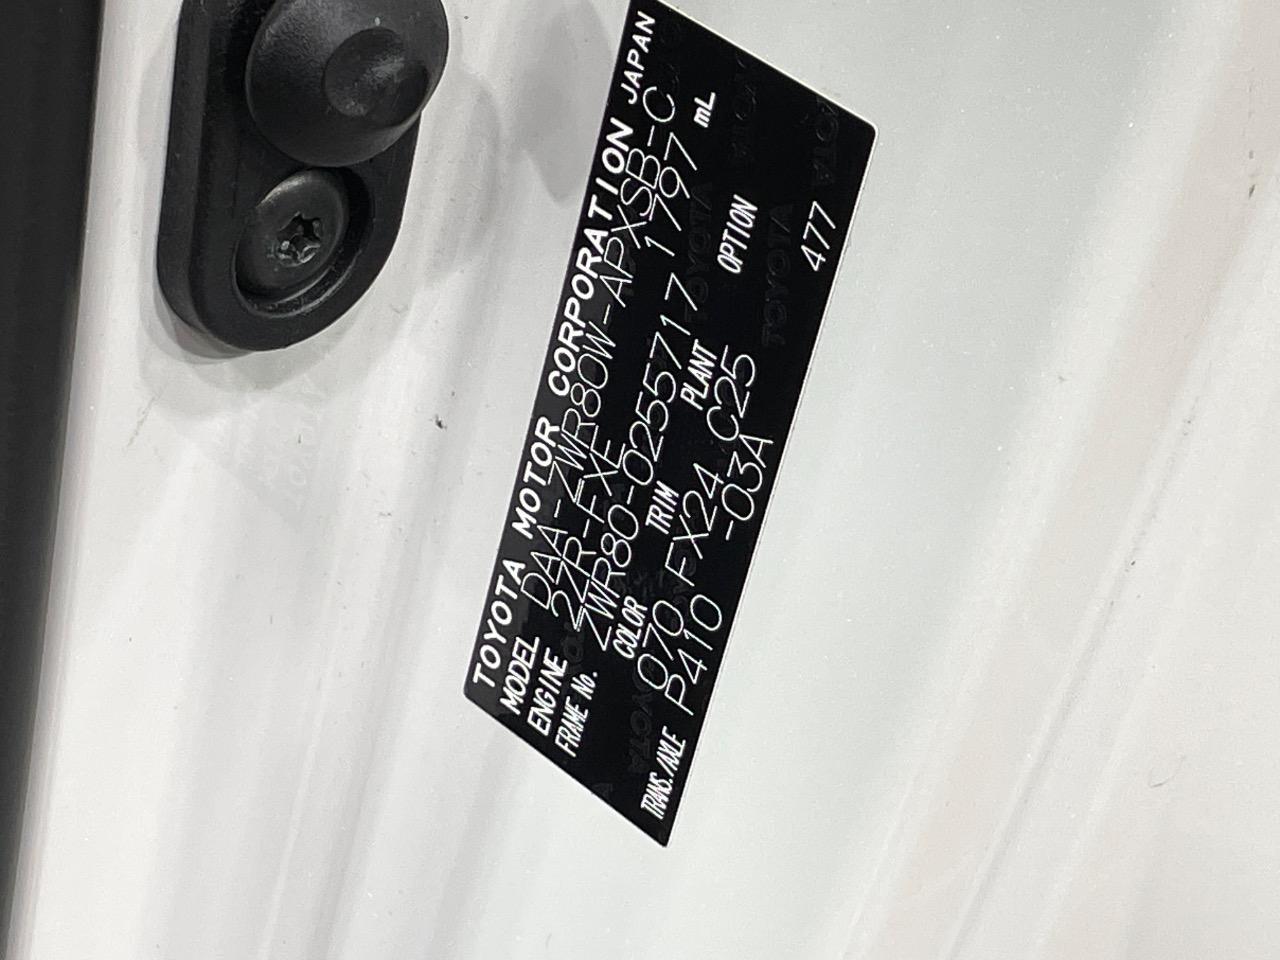 TOYOTA MOTOR CORPORATION JAPAN
MODEL DAA-ZWR80W-APXSB-C
ENGINE 2ZR-FXE 1797 mL
FRAME No. ZWR80-0255717
COLOR TRIM PLANT OPTION
070 FX24 C25 477
TRANS./AXLE P410 -03A